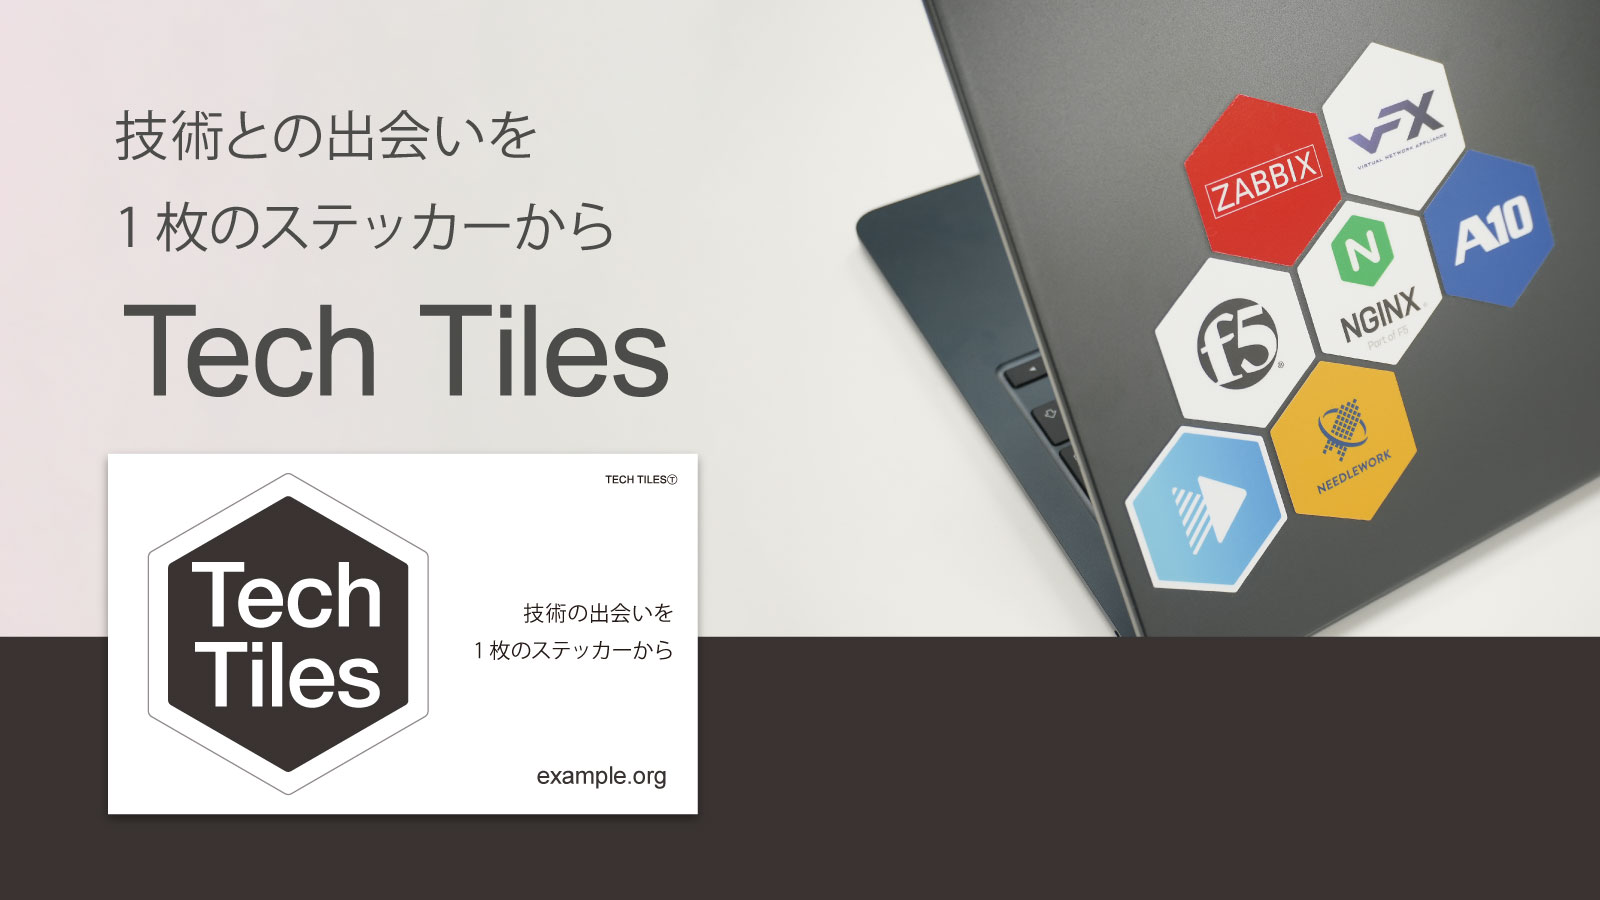 技術との出会いを
1枚のステッカーから
Tech Tiles
TECH TILESⓉ
Tech
Tiles
技術の出会いを
1枚のステッカーから
example.org
VFX
VIRTUAL NETWORK APPLIANCE
ZABBIX
A10
N
NGINX
Part of F5
f5®
NEEDLEWORK